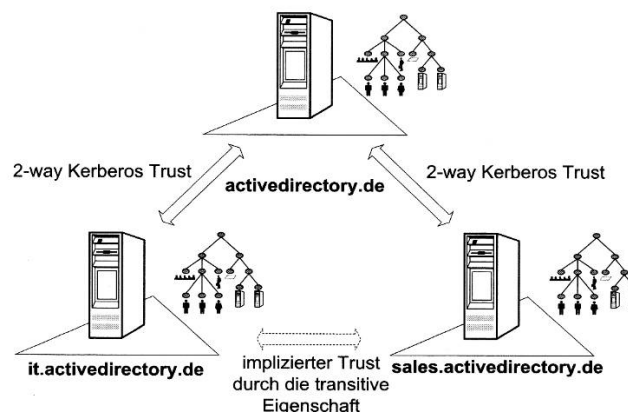 2-way Kerberos Trust
2-way Kerberos Trust
activedirectory.de
it.activedirectory.de
implizierter Trust
durch die transitive
Eigenschaft
sales.activedirectory.de